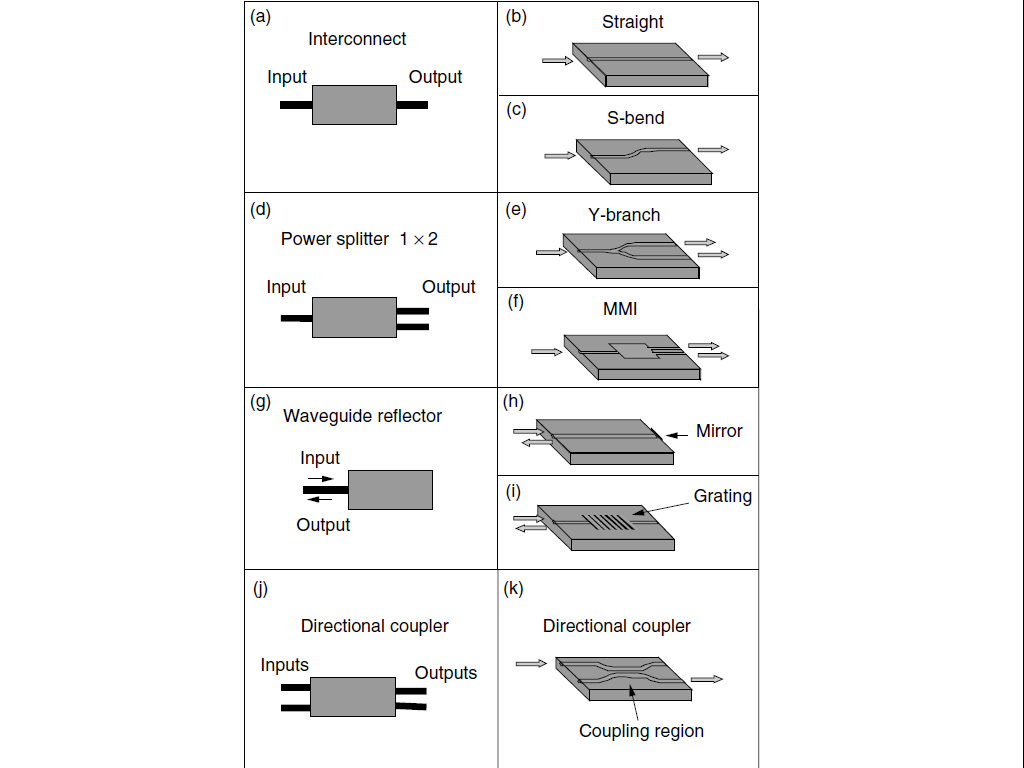 (a)
Interconnect
Input Output
(b)
Straight
(c)
S-bend
(d)
Power splitter 1 × 2
Input Output
(e)
Y-branch
(f)
MMI
(g)
Waveguide reflector
Input
Output
(h)
Mirror
(i)
Grating
(j)
Directional coupler
Inputs Outputs
(k)
Directional coupler
Coupling region